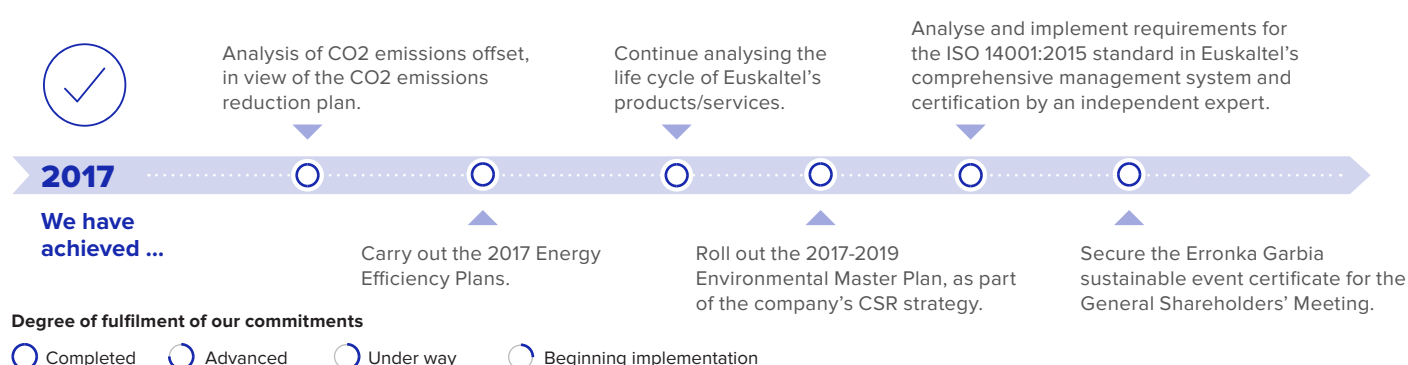 Analysis of CO2 emissions offset,
in view of the CO2 emissions
reduction plan.
Continue analysing the
life cycle of Euskaltel’s
products/services.
Analyse and implement requirements for
the ISO 14001:2015 standard in Euskaltel’s
comprehensive management system and
certification by an independent expert.
2017
We have
achieved ...
Carry out the 2017 Energy
Efficiency Plans.
Roll out the 2017-2019
Environmental Master Plan, as part
of the company’s CSR strategy.
Secure the Erronka Garbia
sustainable event certificate for the
General Shareholders’ Meeting.
Degree of fulfilment of our commitments
Completed Advanced Under way Beginning implementation